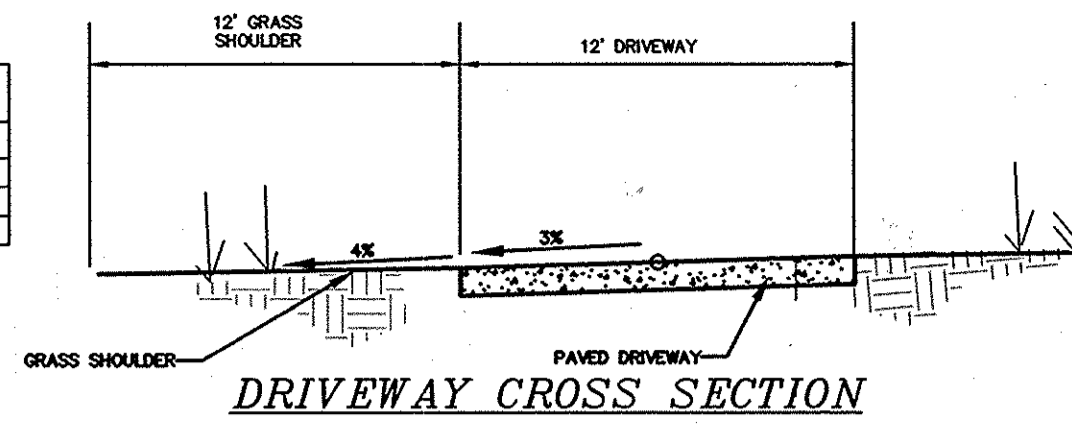 12' GRASS
SHOULDER
12' DRIVEWAY
4%
3%
GRASS SHOULDER
PAVED DRIVEWAY
DRIVEWAY CROSS SECTION